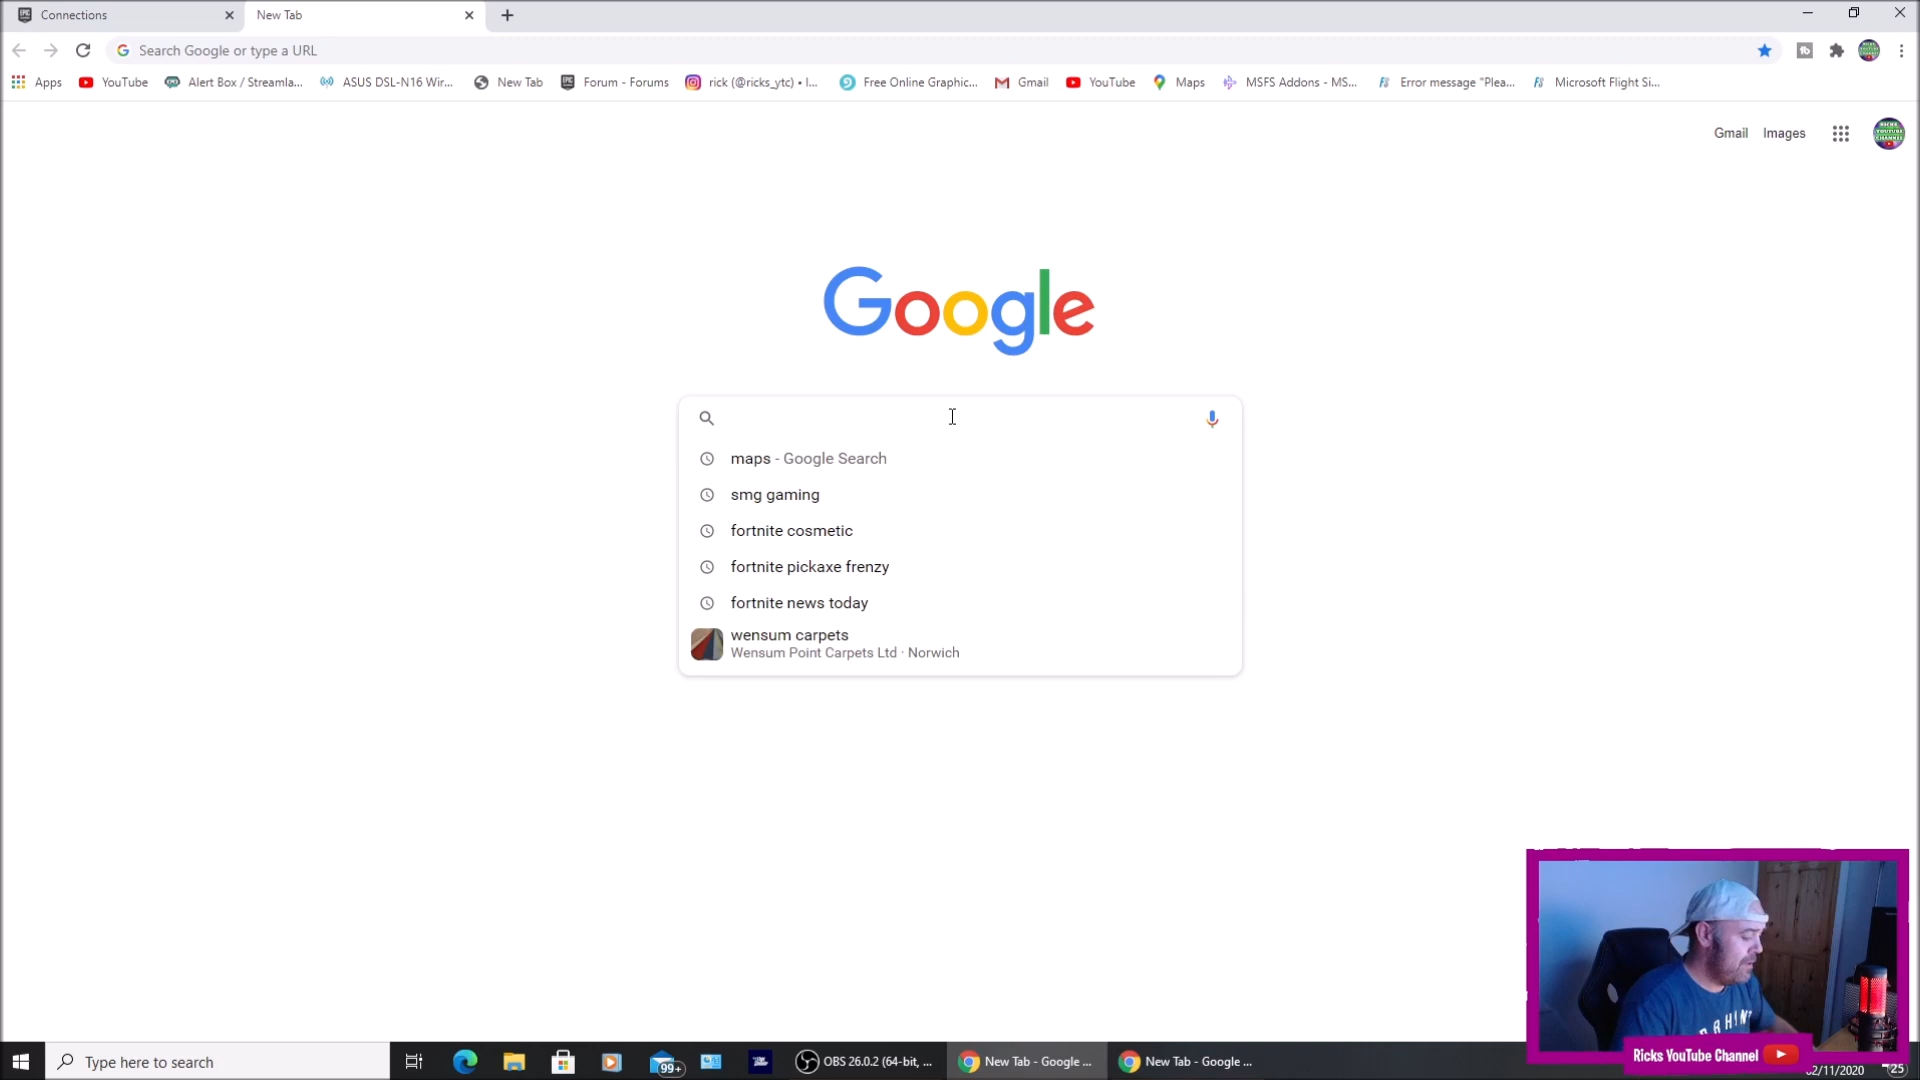 Connections
New Tab
Search Google or type a URL
Apps
YouTube
Alert Box / Streamla...
ASUS DSL-N16 Wir...
New Tab
Forum - Forums
rick (@ricks_ytc) • I...
Free Online Graphic...
Gmail
YouTube
Maps
MSFS Addons - MS...
Error message "Plea...
Microsoft Flight Si...
Gmail
Images
Google
maps - Google Search
smg gaming
fortnite cosmetic
fortnite pickaxe frenzy
fortnite news today
wensum carpets
Wensum Point Carpets Ltd · Norwich
Ricks YouTube Channel
Type here to search
99+
OBS 26.0.2 (64-bit, ...
New Tab - Google ...
New Tab - Google ...
02/11/2020
25